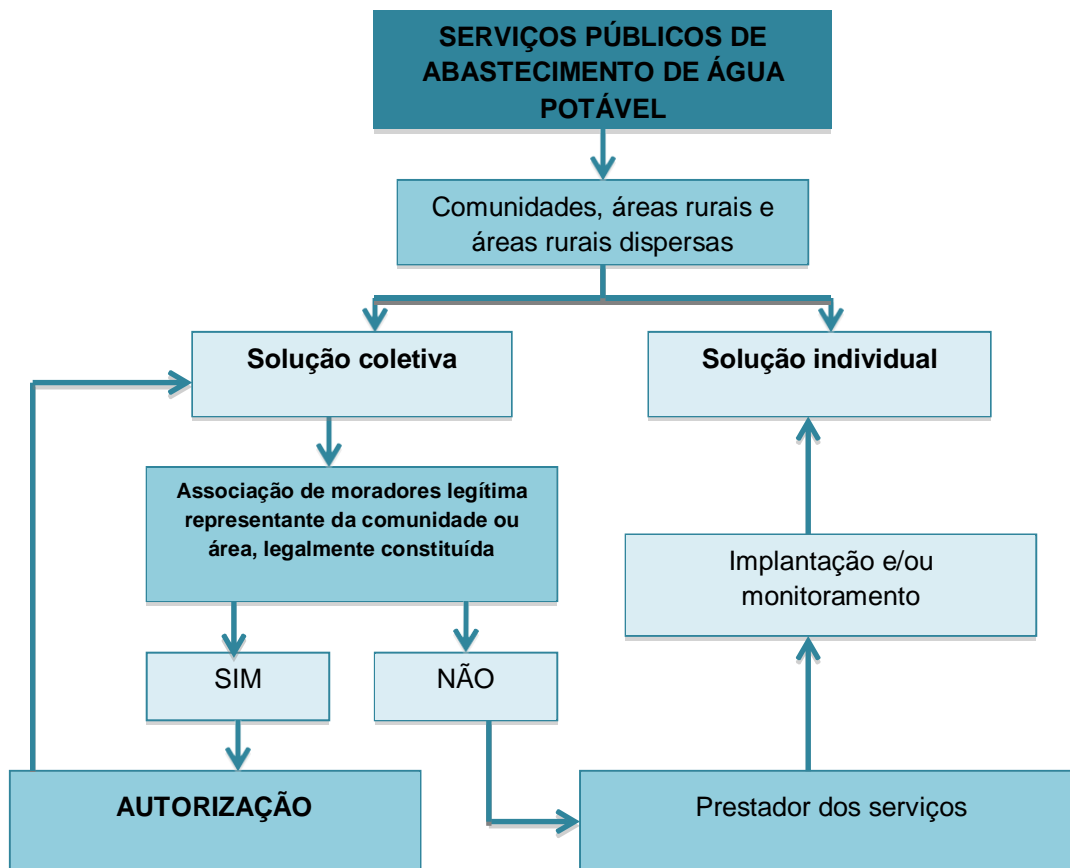 SERVIÇOS PÚBLICOS DE
ABASTECIMENTO DE ÁGUA
POTÁVEL
Comunidades, áreas rurais e
áreas rurais dispersas
Solução coletiva
Solução individual
Associação de moradores legítima
representante da comunidade ou
área, legalmente constituída
Implantação e/ou
monitoramento
SIM
NÃO
AUTORIZAÇÃO
Prestador dos serviços